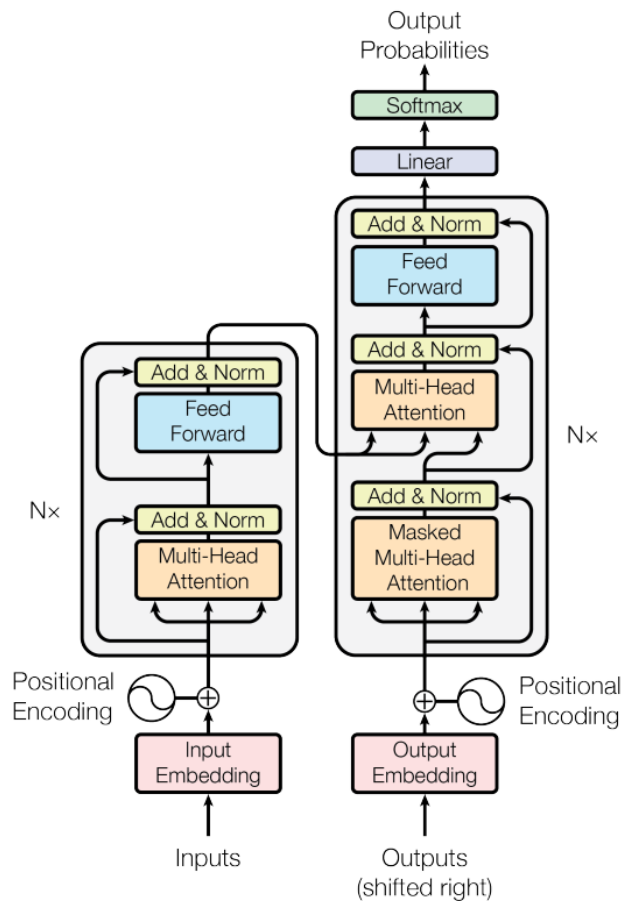 Output
Probabilities
Softmax
Linear
Add & Norm
Feed
Forward
Add & Norm
Multi-Head
Attention
Add & Norm
Masked
Multi-Head
Attention
Nx
Add & Norm
Feed
Forward
Add & Norm
Multi-Head
Attention
Nx
Positional
Encoding
Positional
Encoding
Input
Embedding
Output
Embedding
Inputs
Outputs
(shifted right)